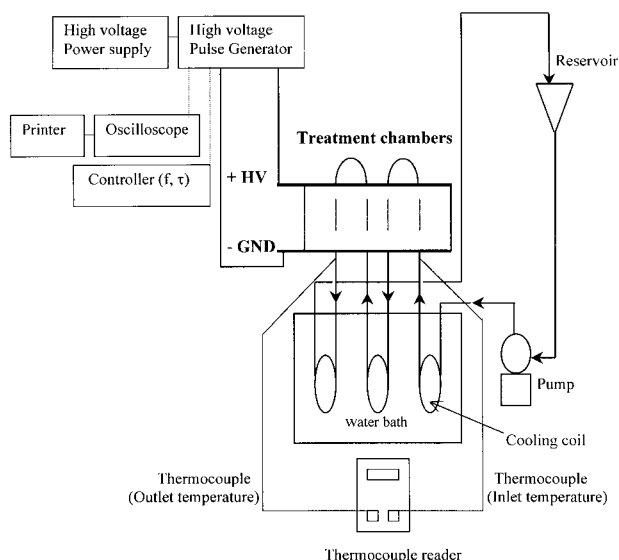 High voltage
Power supply
High voltage
Pulse Generator
Reservoir
Printer
Oscilloscope
Controller (f, τ)
Treatment chambers
+ HV
- GND
Pump
Water bath
Cooling coil
Thermocouple
(Outlet temperature)
Thermocouple
(Inlet temperature)
Thermocouple reader